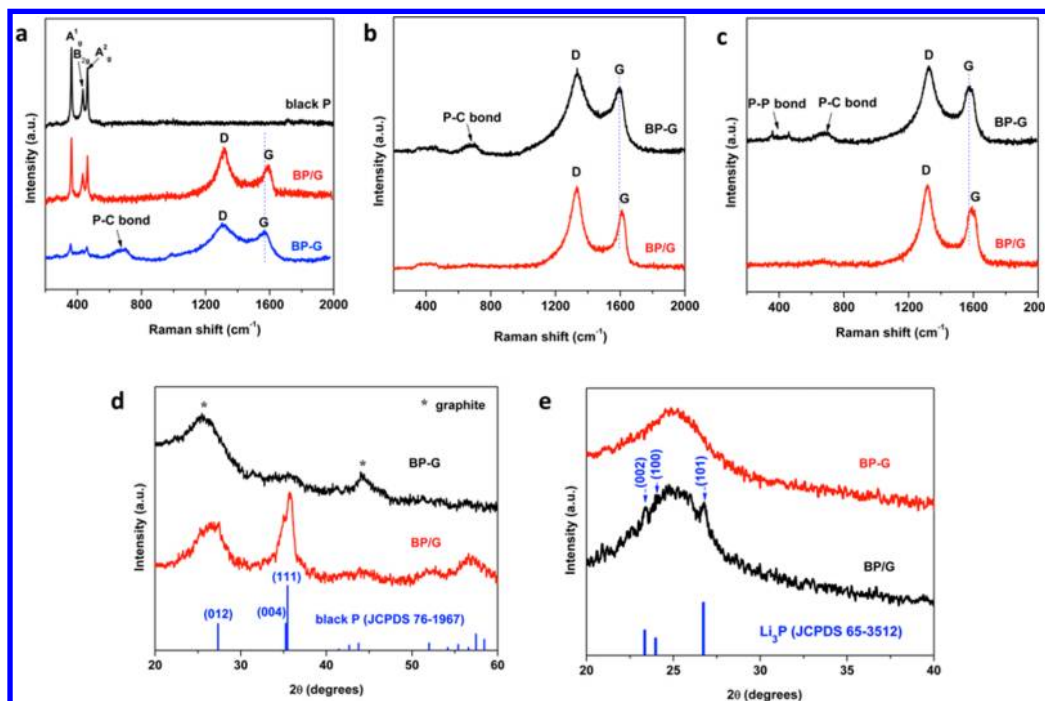 a
A¹g
B2g
A²g
black P
D
G
BP/G
P-C bond
D
G
BP-G
Intensity (a.u.)
400 800 1200 1600 2000
Raman shift (cm⁻¹)
b
D
G
P-C bond
BP-G
D
G
BP/G
Intensity (a.u.)
400 800 1200 1600 2000
Raman shift (cm⁻¹)
c
D
G
P-P bond
P-C bond
BP-G
D
G
BP/G
Intensity (a.u.)
400 800 1200 1600 200
Raman shift (cm⁻¹)
d
* graphite
*
BP-G
*
BP/G
(111)
(012)
(004)
black P (JCPDS 76-1967)
Intensity (a.u.)
20 30 40 50 60
2θ (degrees)
e
BP-G
(002)
(100)
(101)
BP/G
Li₃P (JCPDS 65-3512)
Intensity (a.u.)
20 25 30 35 40
2θ (degrees)